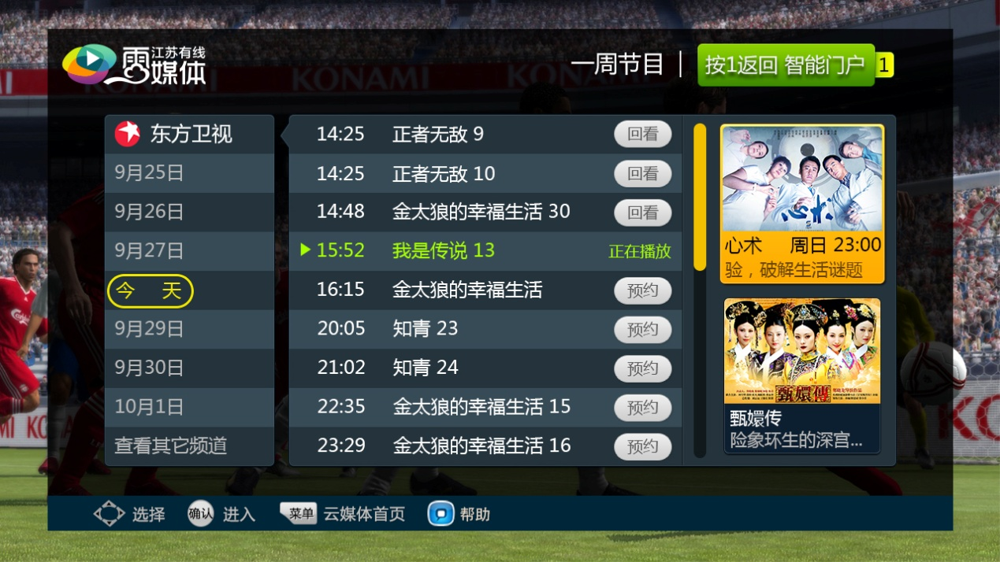 KONAMI
KONAMI
江苏有线
云媒体
一周节目
按1返回 智能门户 1
东方卫视
9月25日
9月26日
9月27日
今 天
9月29日
9月30日
10月1日
查看其它频道
14:25 正者无敌 9 回看
14:25 正者无敌 10 回看
14:48 金太狼的幸福生活 30 回看
15:52 我是传说 13 正在播放
16:15 金太狼的幸福生活 预约
20:05 知青 23 预约
21:02 知青 24 预约
22:35 金太狼的幸福生活 15 预约
23:29 金太狼的幸福生活 16 预约
心术
心术 周日 23:00
验，破解生活谜题
甄嬛傳
甄嬛传
险象环生的深宫...
选择
确认 进入
菜单 云媒体首页
帮助